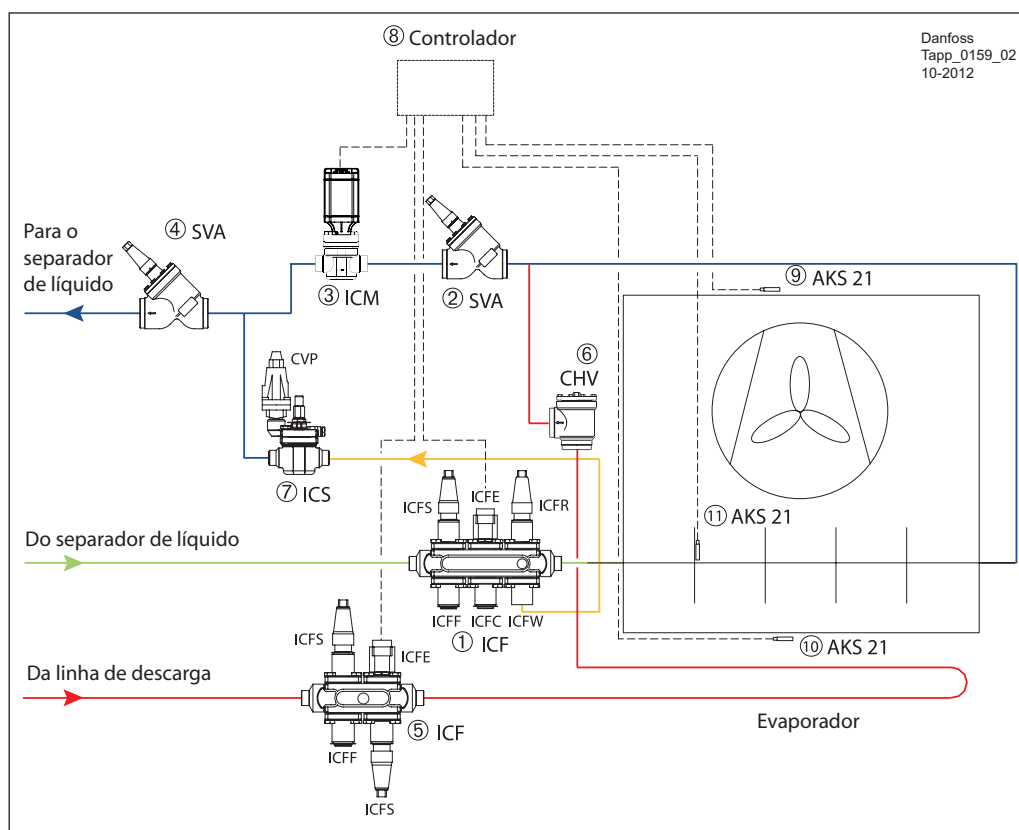 ⑧ Controlador
Danfoss
Tapp_0159_02
10-2012
Para o
separador
de líquido
④ SVA
③ ICM
② SVA
⑨ AKS 21
CVP
⑥
CHV
⑦ ICS
ICFS
ICFE
ICFR
⑪ AKS 21
Do separador de líquido
ICFF
ICFC
ICFW
① ICF
⑩ AKS 21
ICFS
ICFE
Da linha de descarga
⑤ ICF
Evaporador
ICFF
ICFS